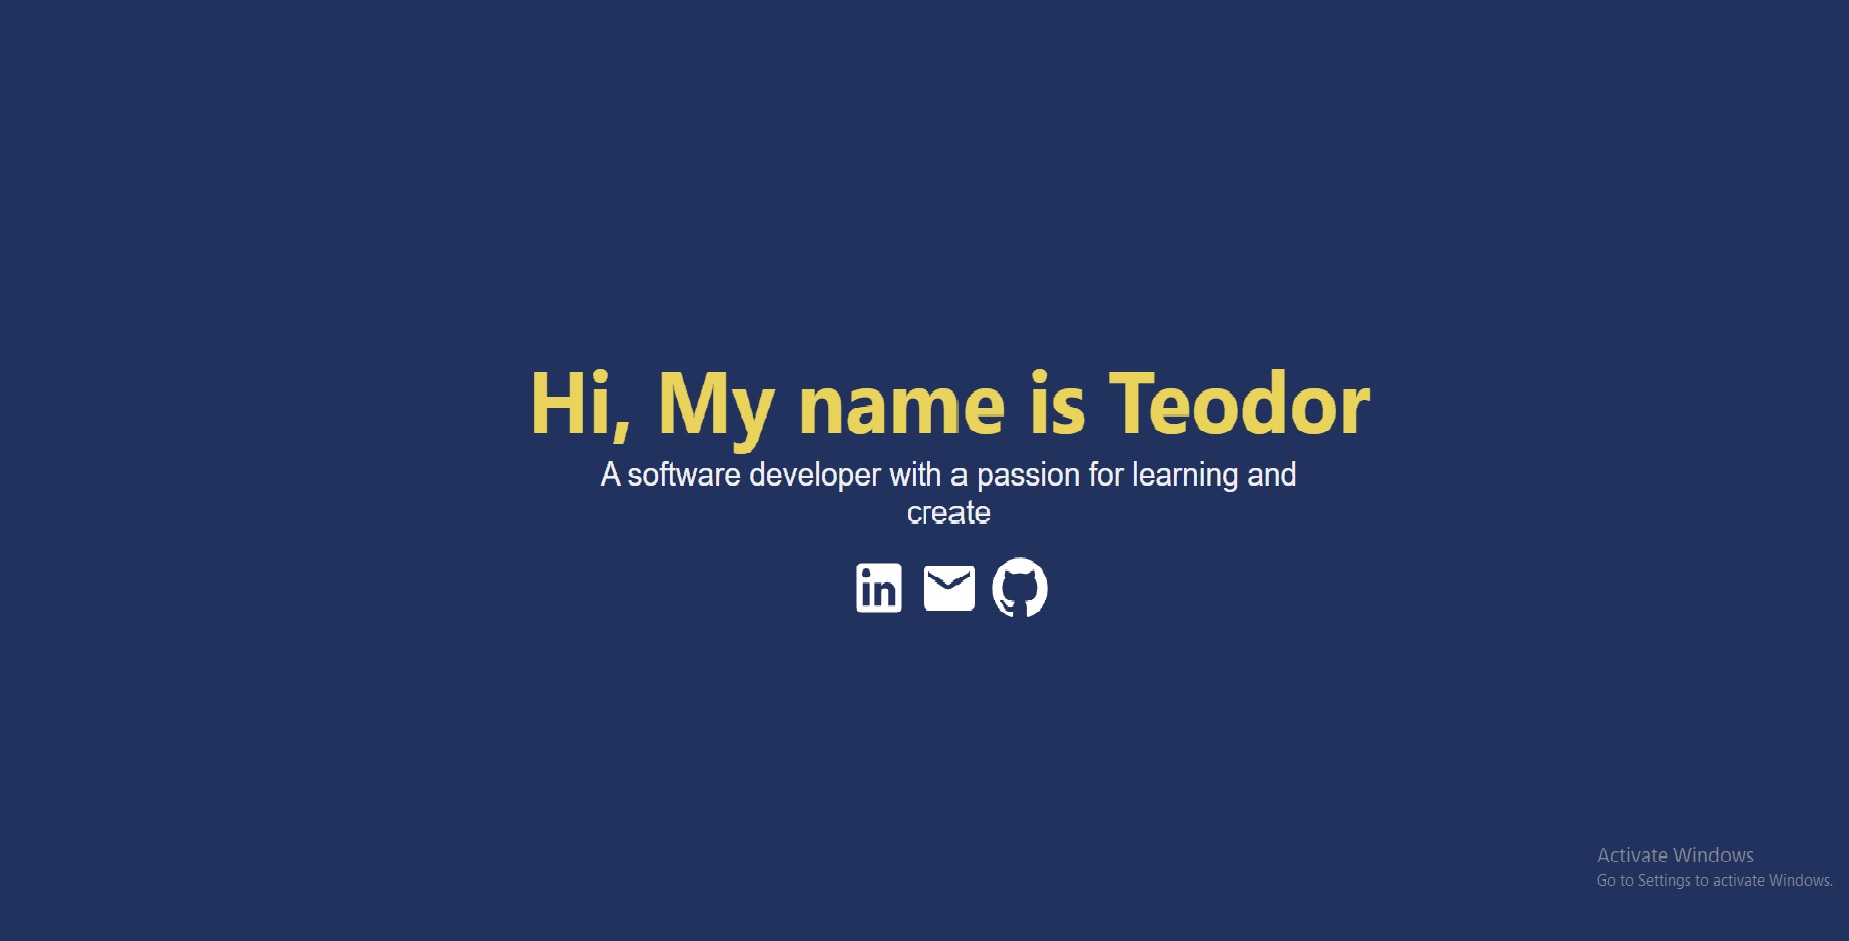 Hi, My name is Teodor
A software developer with a passion for learning and
create
in
Activate Windows
Go to Settings to activate Windows.